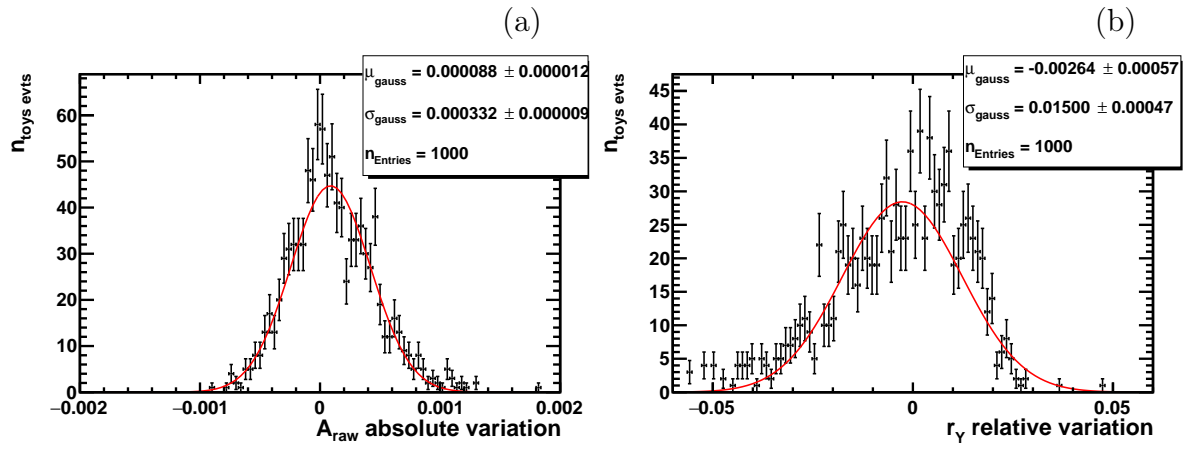 (a)
μgauss = 0.000088 ± 0.000012
σgauss = 0.000332 ± 0.000009
nEntries = 1000
ntoys evts
60
50
40
30
20
10
0
−0.002 −0.001 0 0.001 0.002
Araw absolute variation
(b)
μgauss = -0.00264 ± 0.00057
σgauss = 0.01500 ± 0.00047
nEntries = 1000
ntoys evts
45
40
35
30
25
20
15
10
5
0
−0.05 0 0.05
rY relative variation